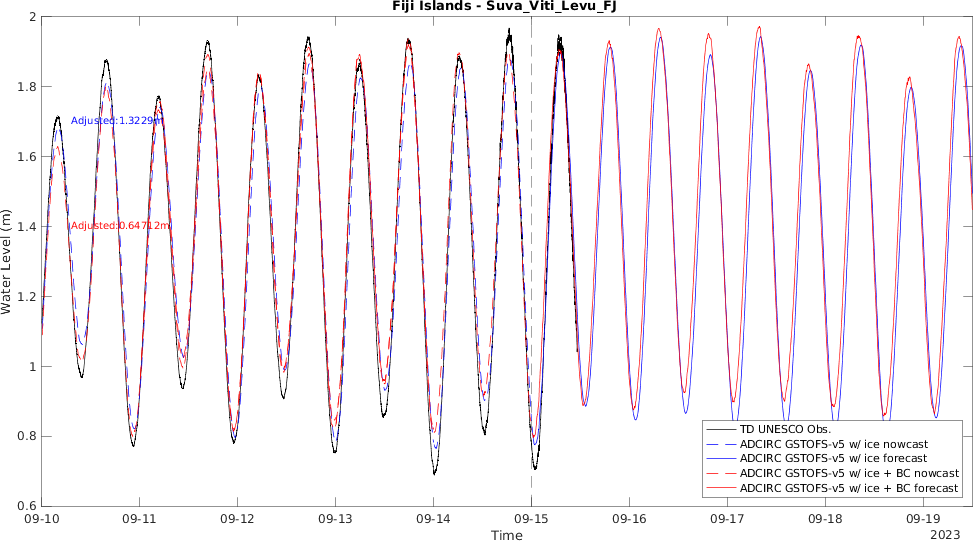 Fiji Islands - Suva_Viti_Levu_FJ
2
1.8
1.6
1.4
1.2
1
0.8
0.6
Water Level (m)
Adjusted:1.3229m
Adjusted:0.64712m
TD UNESCO Obs.
ADCIRC GSTOFS-v5 w/ ice nowcast
ADCIRC GSTOFS-v5 w/ ice forecast
ADCIRC GSTOFS-v5 w/ ice + BC nowcast
ADCIRC GSTOFS-v5 w/ ice + BC forecast
09-10 09-11 09-12 09-13 09-14 09-15 09-16 09-17 09-18 09-19
Time
2023